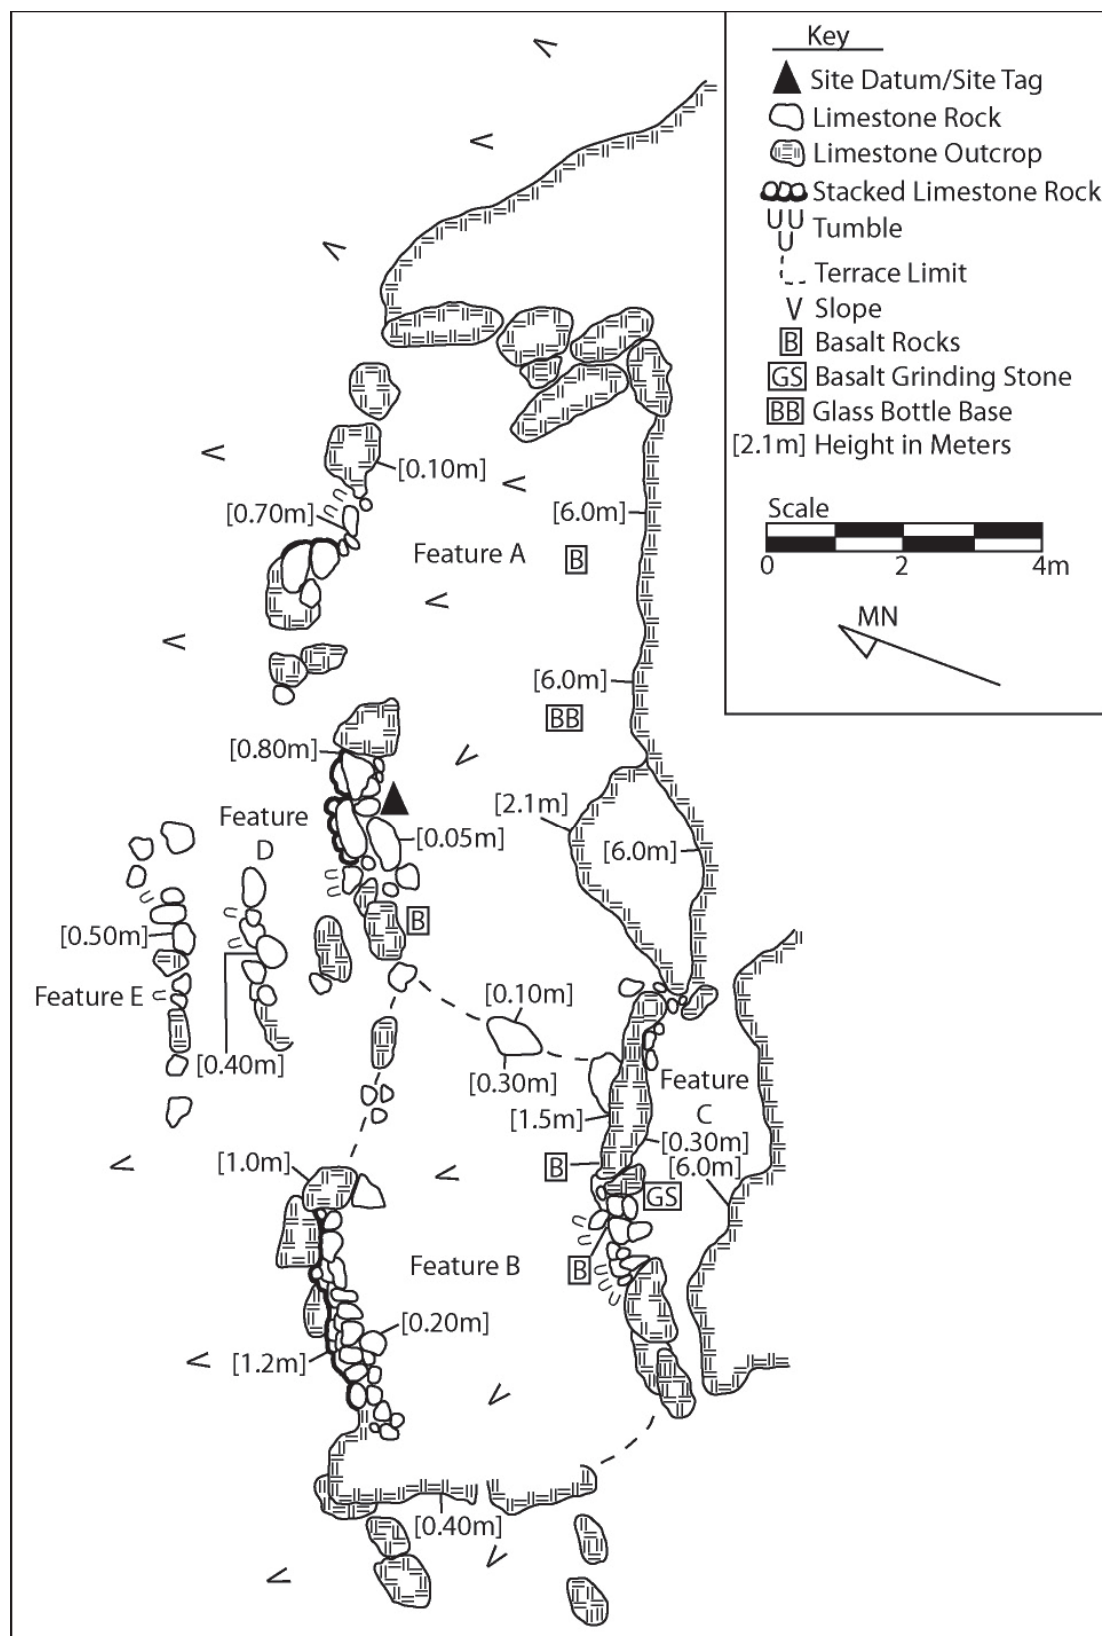 Key
Site Datum/Site Tag
Limestone Rock
Limestone Outcrop
Stacked Limestone Rock
Tumble
Terrace Limit
Slope
B Basalt Rocks
GS Basalt Grinding Stone
BB Glass Bottle Base
[2.1m] Height in Meters
Scale
0 2 4m
MN
[0.10m]
[0.70m]
[6.0m]
Feature A
B
[6.0m]
BB
[0.80m]
[2.1m]
Feature
D
[0.05m]
[6.0m]
B
[0.50m]
Feature E
[0.10m]
[0.40m]
[0.30m]
Feature
C
[1.5m]
[0.30m]
[1.0m]
B
[6.0m]
GS
Feature B
B
[0.20m]
[1.2m]
[0.40m]